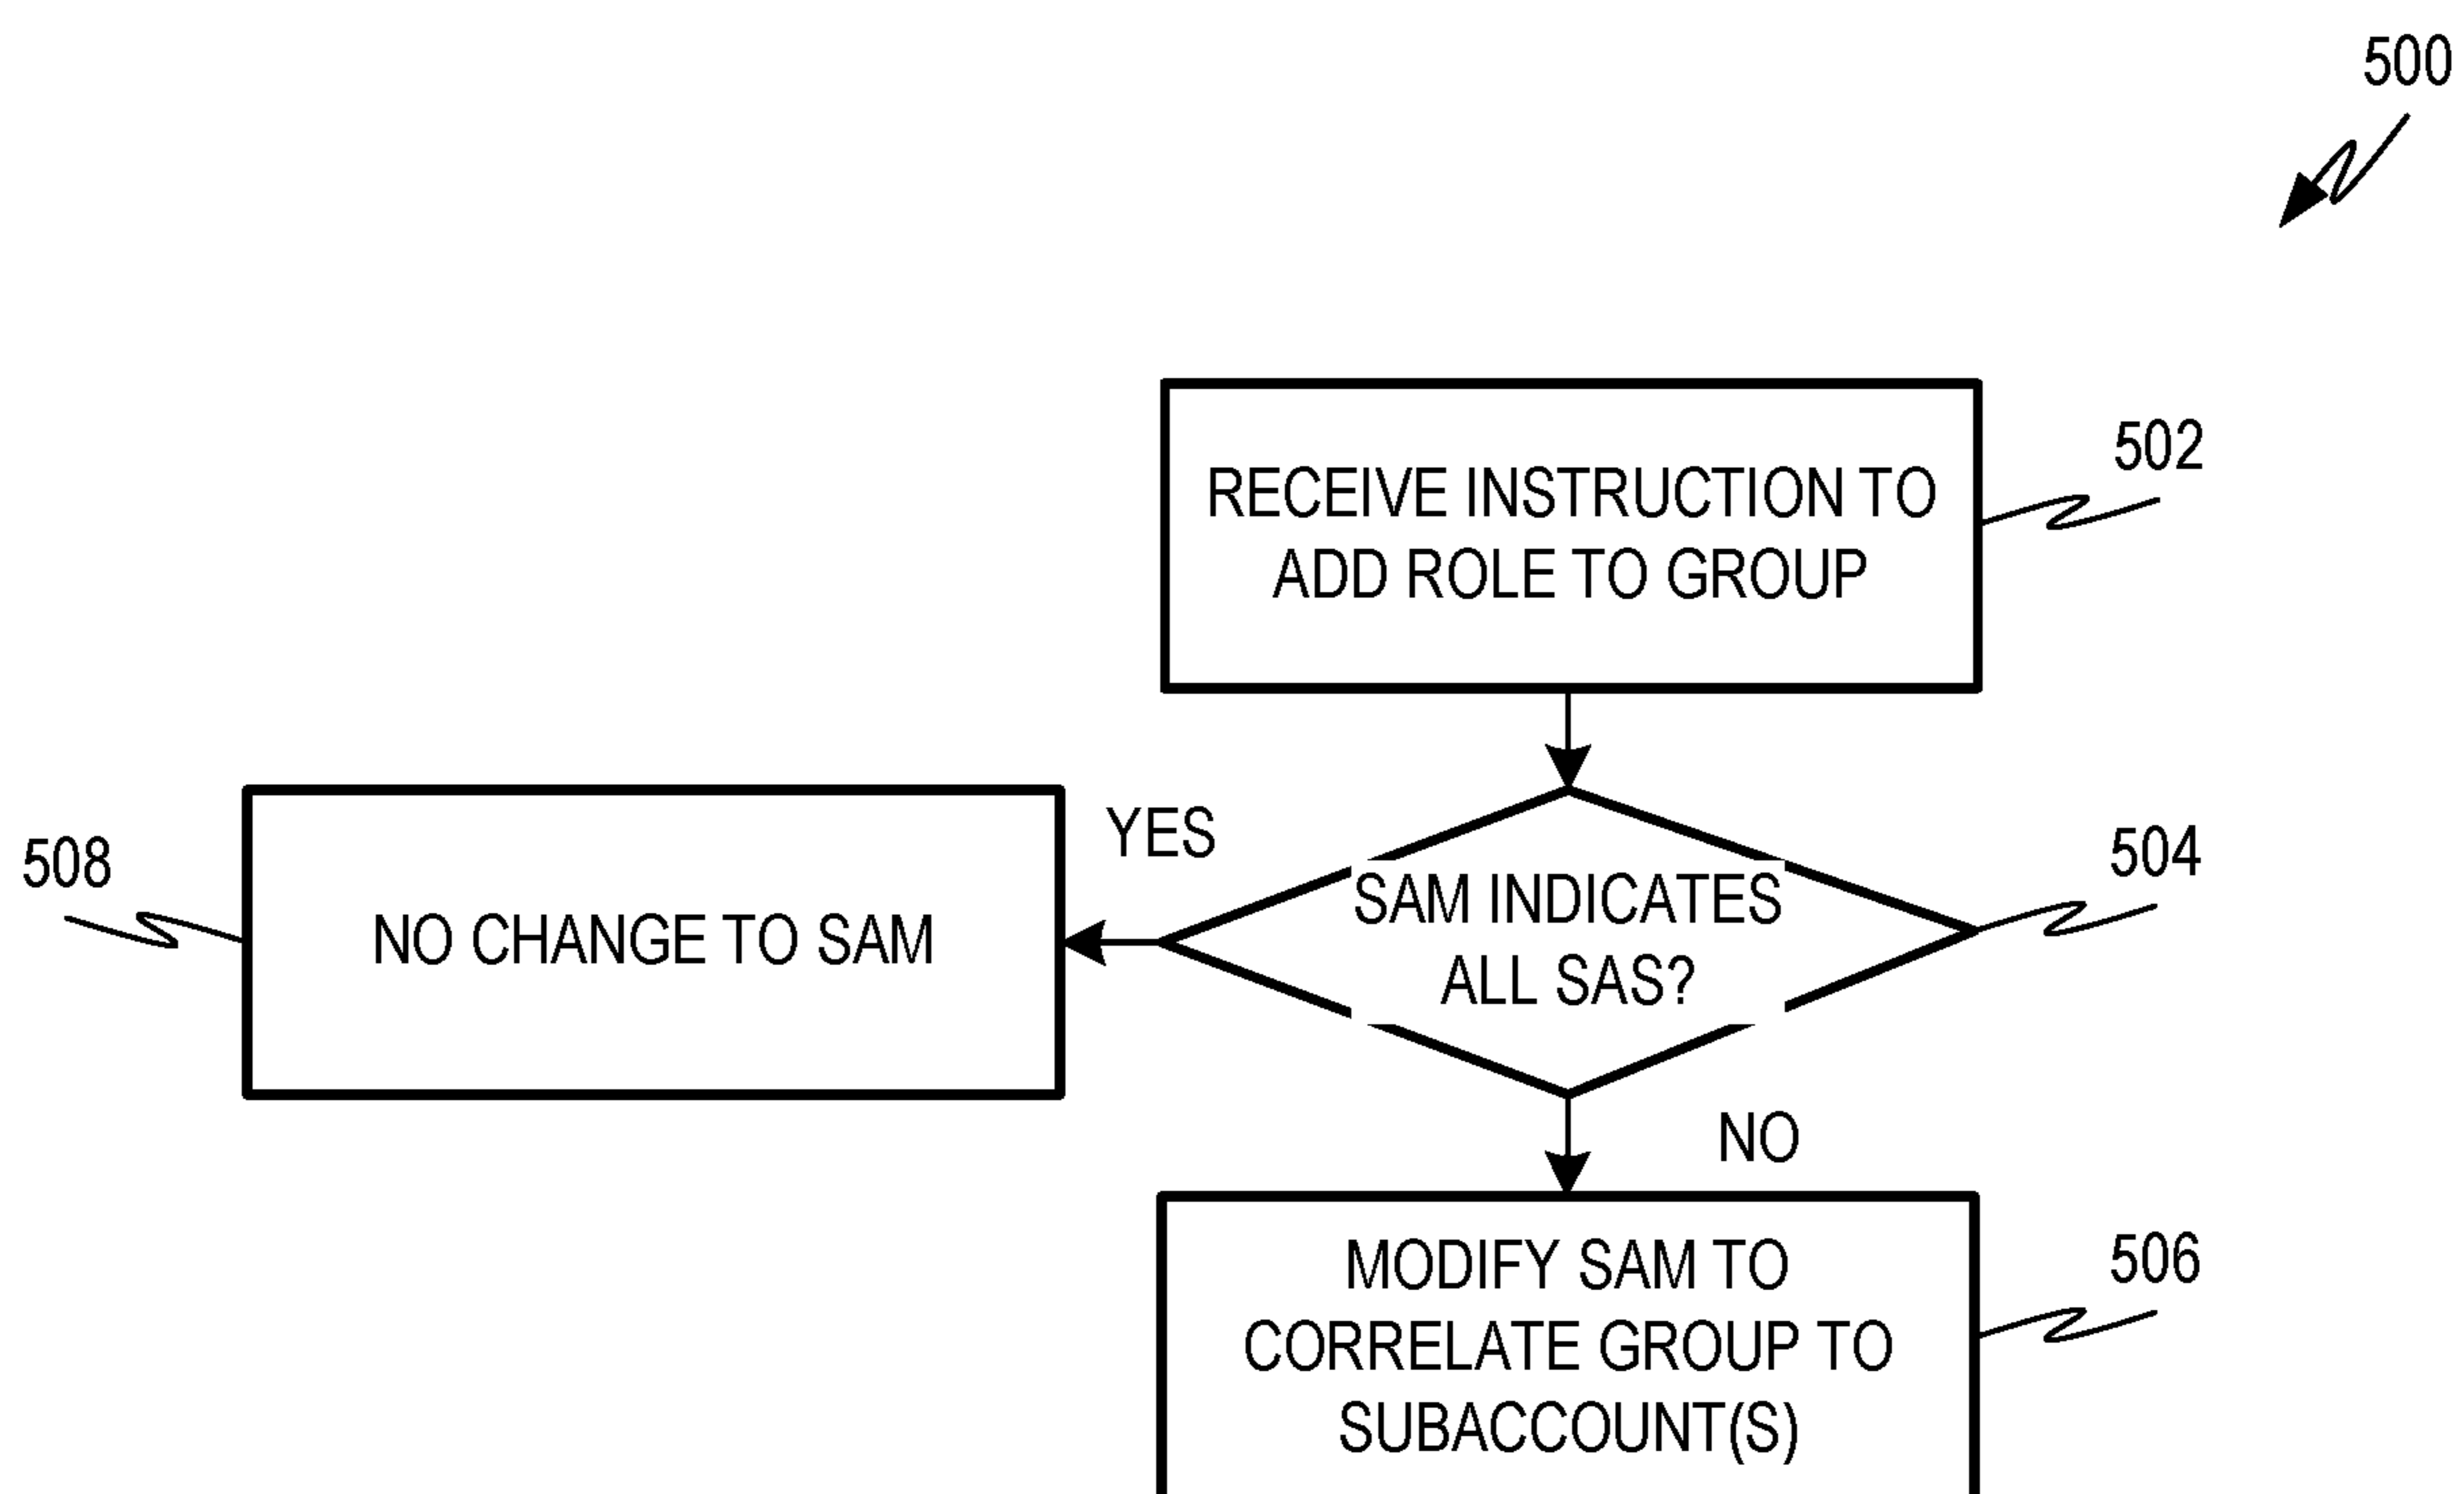 500
RECEIVE INSTRUCTION TO
ADD ROLE TO GROUP
502
508
NO CHANGE TO SAM
YES
SAM INDICATES
ALL SAS?
504
NO
MODIFY SAM TO
CORRELATE GROUP TO
SUBACCOUNT(S)
506